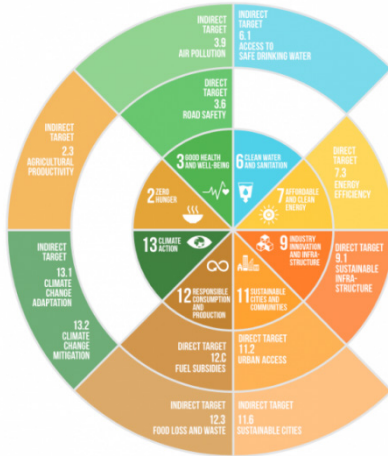 INDIRECT
TARGET
3.9
AIR POLLUTION
INDIRECT
TARGET
6.1
ACCESS TO
SAFE DRINKING WATER
DIRECT
TARGET
3.6
ROAD SAFETY
INDIRECT
TARGET
2.3
AGRICULTURAL
PRODUCTIVITY
DIRECT
TARGET
7.3
ENERGY
EFFICIENCY
3 GOOD HEALTH
AND WELL-BEING
6 CLEAN WATER
AND SANITATION
2 ZERO
HUNGER
7 AFFORDABLE
AND CLEAN
ENERGY
13 CLIMATE
ACTION
9 INDUSTRY
INNOVATION
AND INFRA-
STRUCTURE
12 RESPONSIBLE
CONSUMPTION
AND
PRODUCTION
11 SUSTAINABLE
CITIES AND
COMMUNITIES
INDIRECT
TARGET
13.1
CLIMATE
CHANGE
ADAPTATION
13.2
CLIMATE
CHANGE
MITIGATION
DIRECT TARGET
9.1
SUSTAINABLE
INFRA-
STRUCTURE
DIRECT TARGET
12.C
FUEL SUBSIDIES
DIRECT TARGET
11.2
URBAN ACCESS
INDIRECT TARGET
12.3
FOOD LOSS AND WASTE
INDIRECT TARGET
11.6
SUSTAINABLE CITIES